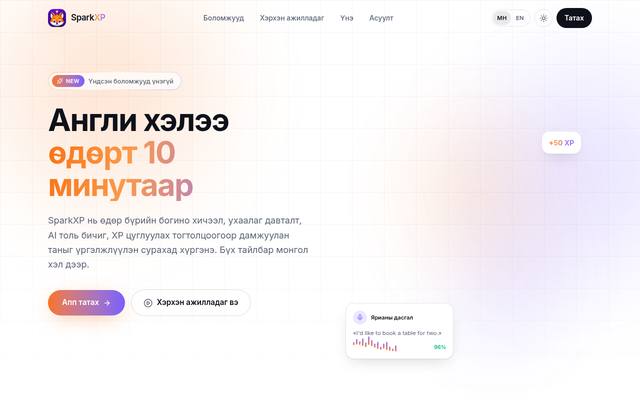 SparkXP
Боломжууд
Хэрхэн ажилладаг
Үнэ
Асуулт
МН
EN
Татах
NEW
Үндсэн боломжууд үнэгүй
Англи хэлээ
өдөрт 10
минутаар
SparkXP нь өдөр бүрийн богино хичээл, ухаалаг давталт,
AI толь бичиг, XP цуглуулах тогтолцоогоор дамжуулан
таныг үргэлжлүүлэн сурахад хүргэнэ. Бүх тайлбар монгол
хэл дээр.
Апп татах →
Хэрхэн ажилладаг вэ
+50 XP
Ярианы дасгал
«I'd like to book a table for two.»
96%